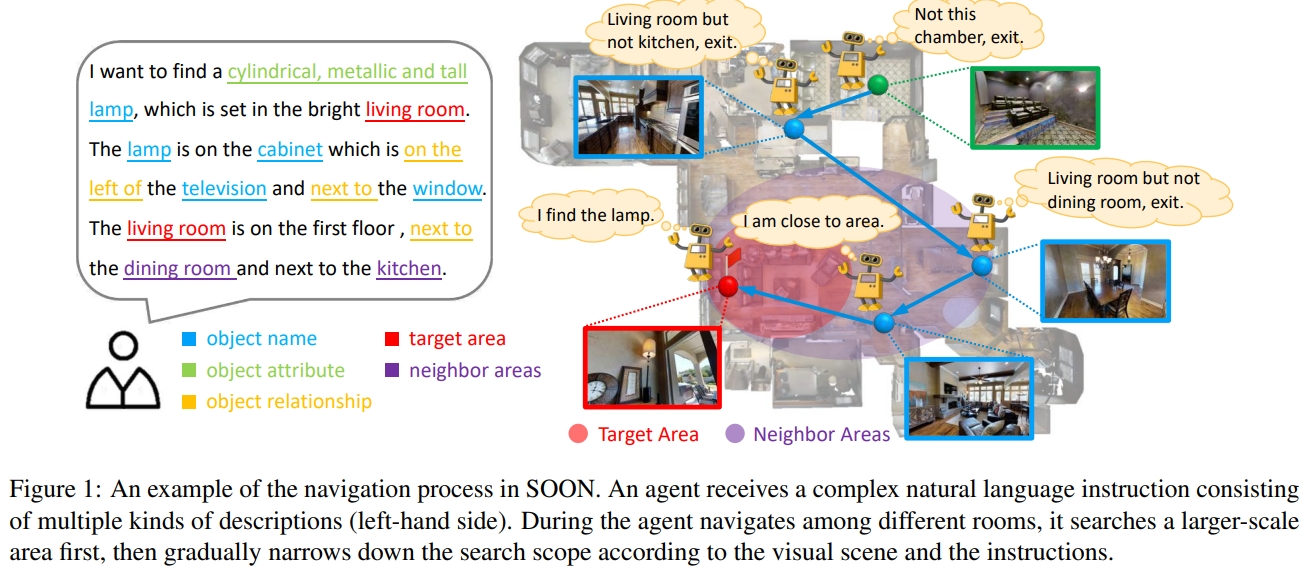 I want to find a cylindrical, metallic and tall
lamp, which is set in the bright living room.
The lamp is on the cabinet which is on the
left of the television and next to the window.
The living room is on the first floor , next to
the dining room and next to the kitchen.
object name
object attribute
object relationship
target area
neighbor areas
Living room but
not kitchen, exit.
Not this
chamber, exit.
Living room but not
dining room, exit.
I find the lamp.
I am close to area.
Target Area
Neighbor Areas
Figure 1: An example of the navigation process in SOON. An agent receives a complex natural language instruction consisting
of multiple kinds of descriptions (left-hand side). During the agent navigates among different rooms, it searches a larger-scale
area first, then gradually narrows down the search scope according to the visual scene and the instructions.